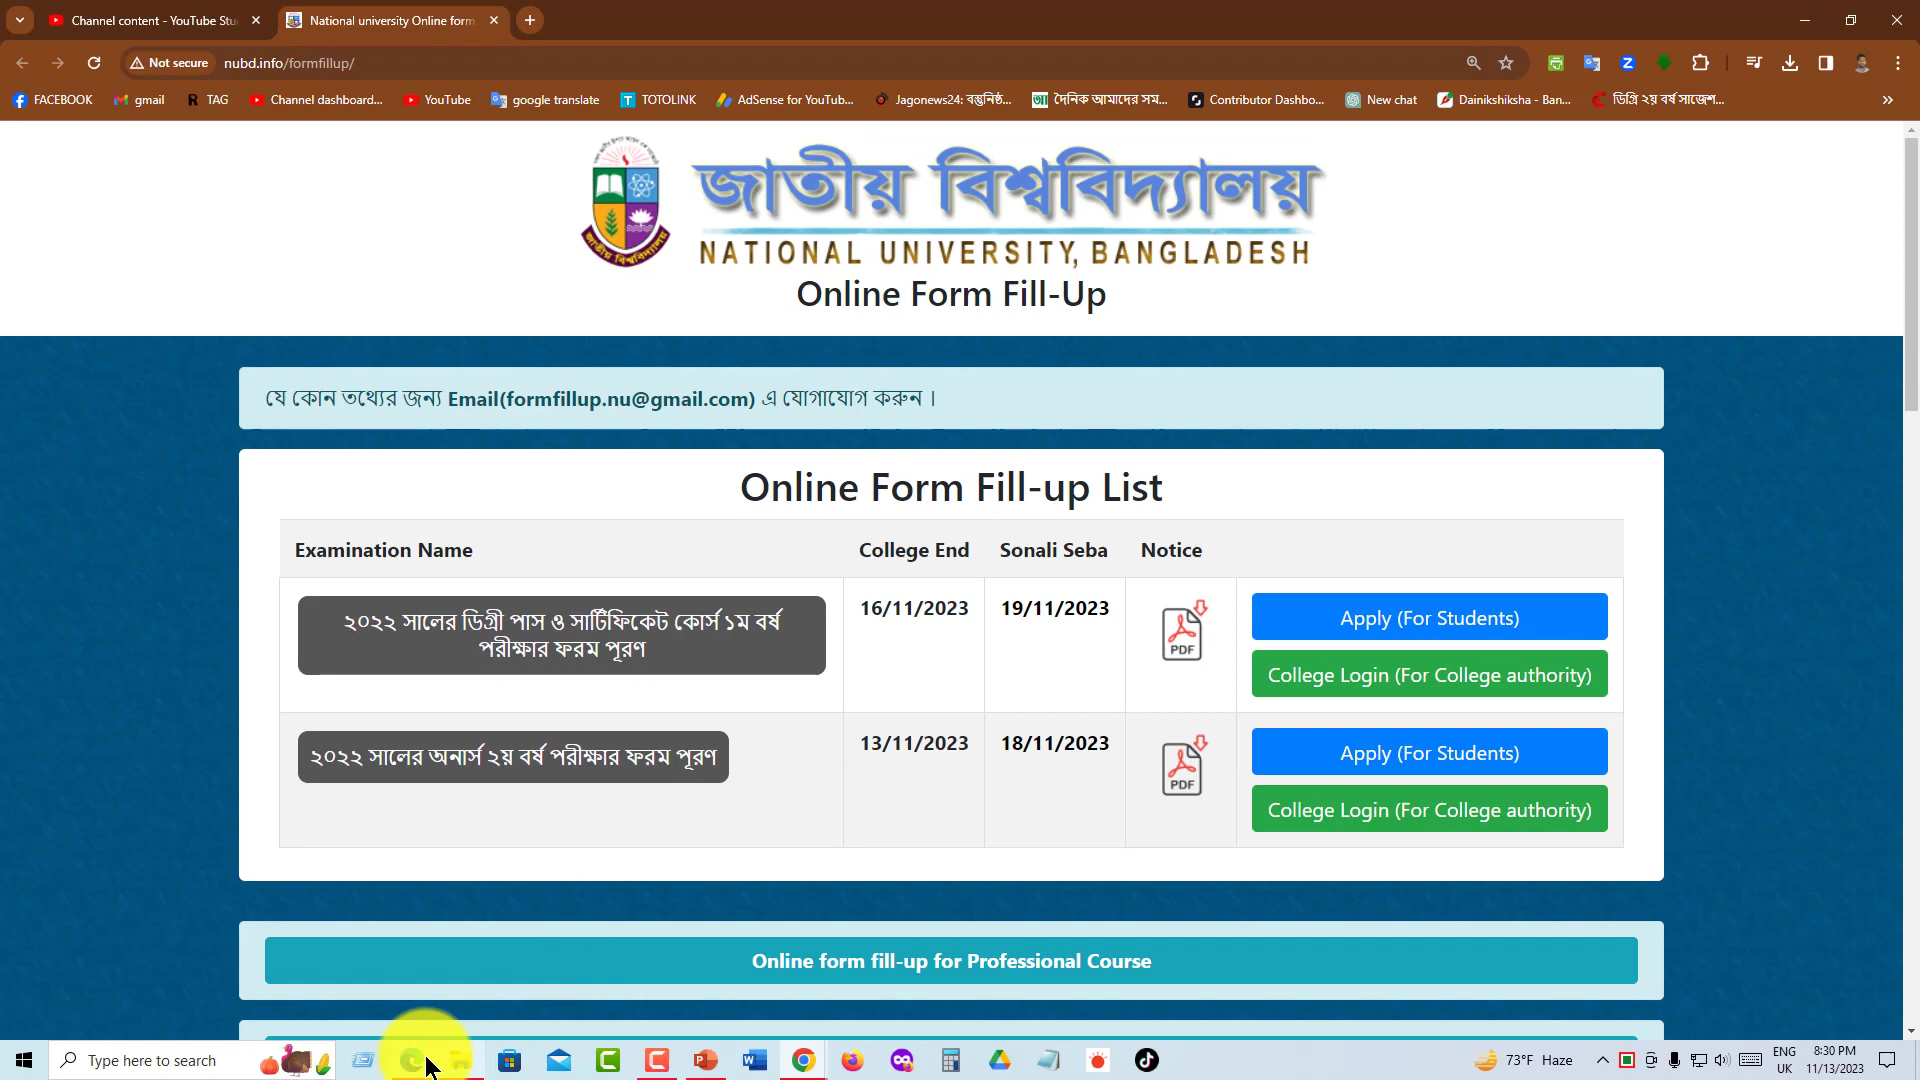 Channel content - YouTube Stu
National university Online form
Not secure
nubd.info/formfillup/
FACEBOOK
gmail
TAG
Channel dashboard...
YouTube
google translate
TOTOLINK
AdSense for YouTub...
Jagonews24: বস্তুনিষ্ঠ...
দৈনিক আমাদের সম...
Contributor Dashbo...
New chat
Dainikshiksha - Ban...
ডিগ্রি ২য় বর্ষ সাজেশ...
জাতীয় বিশ্ববিদ্যালয়
NATIONAL UNIVERSITY, BANGLADESH
Online Form Fill-Up
যে কোন তথ্যের জন্য Email(formfillup.nu@gmail.com) এ যোগাযোগ করুন ।
Online Form Fill-up List
Examination Name College End Sonali Seba Notice
২০২২ সালের ডিগ্রী পাস ও সার্টিফিকেট কোর্স ১ম বর্ষ
পরীক্ষার ফরম পূরণ
16/11/2023 19/11/2023
PDF
Apply (For Students)
College Login (For College authority)
২০২২ সালের অনার্স ২য় বর্ষ পরীক্ষার ফরম পূরণ
13/11/2023 18/11/2023
PDF
Apply (For Students)
College Login (For College authority)
Online form fill-up for Professional Course
Type here to search
73°F Haze
ENG
UK
8:30 PM
11/13/2023